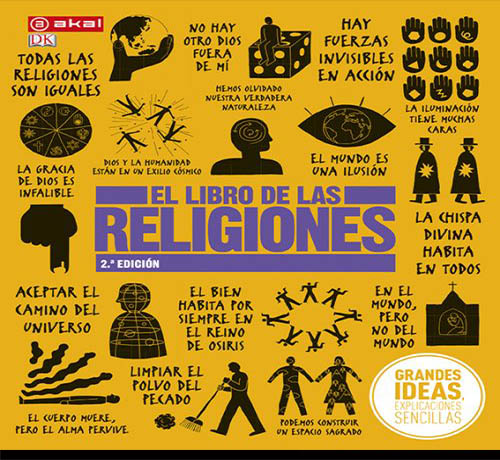 akal
DK
TODAS LAS
RELIGIONES
SON IGUALES
NO HAY
OTRO DIOS
FUERA
DE MÍ
HAY
FUERZAS
INVISIBLES
EN ACCIÓN
HEMOS OLVIDADO
NUESTRA VERDADERA
NATURALEZA
LA ILUMINACIÓN
TIENE MUCHAS
CARAS
DIOS Y LA HUMANIDAD
ESTÁN EN UN EXILIO CÓSMICO
EL MUNDO ES
UNA ILUSIÓN
LA GRACIA
DE DIOS ES
INFALIBLE
EL LIBRO DE LAS
RELIGIONES
2.ª EDICIÓN
LA CHISPA
DIVINA
HABITA
EN TODOS
ACEPTAR EL
CAMINO DEL
UNIVERSO
EL BIEN
HABITA POR
SIEMPRE EN
EL REINO
DE OSIRIS
EN EL
MUNDO,
PERO
NO DEL
MUNDO
LIMPIAR EL
POLVO DEL
PECADO
GRANDES
IDEAS,
EXPLICACIONES
SENCILLAS
EL CUERPO MUERE,
PERO EL ALMA PERVIVE
PODEMOS CONSTRUIR
UN ESPACIO SAGRADO